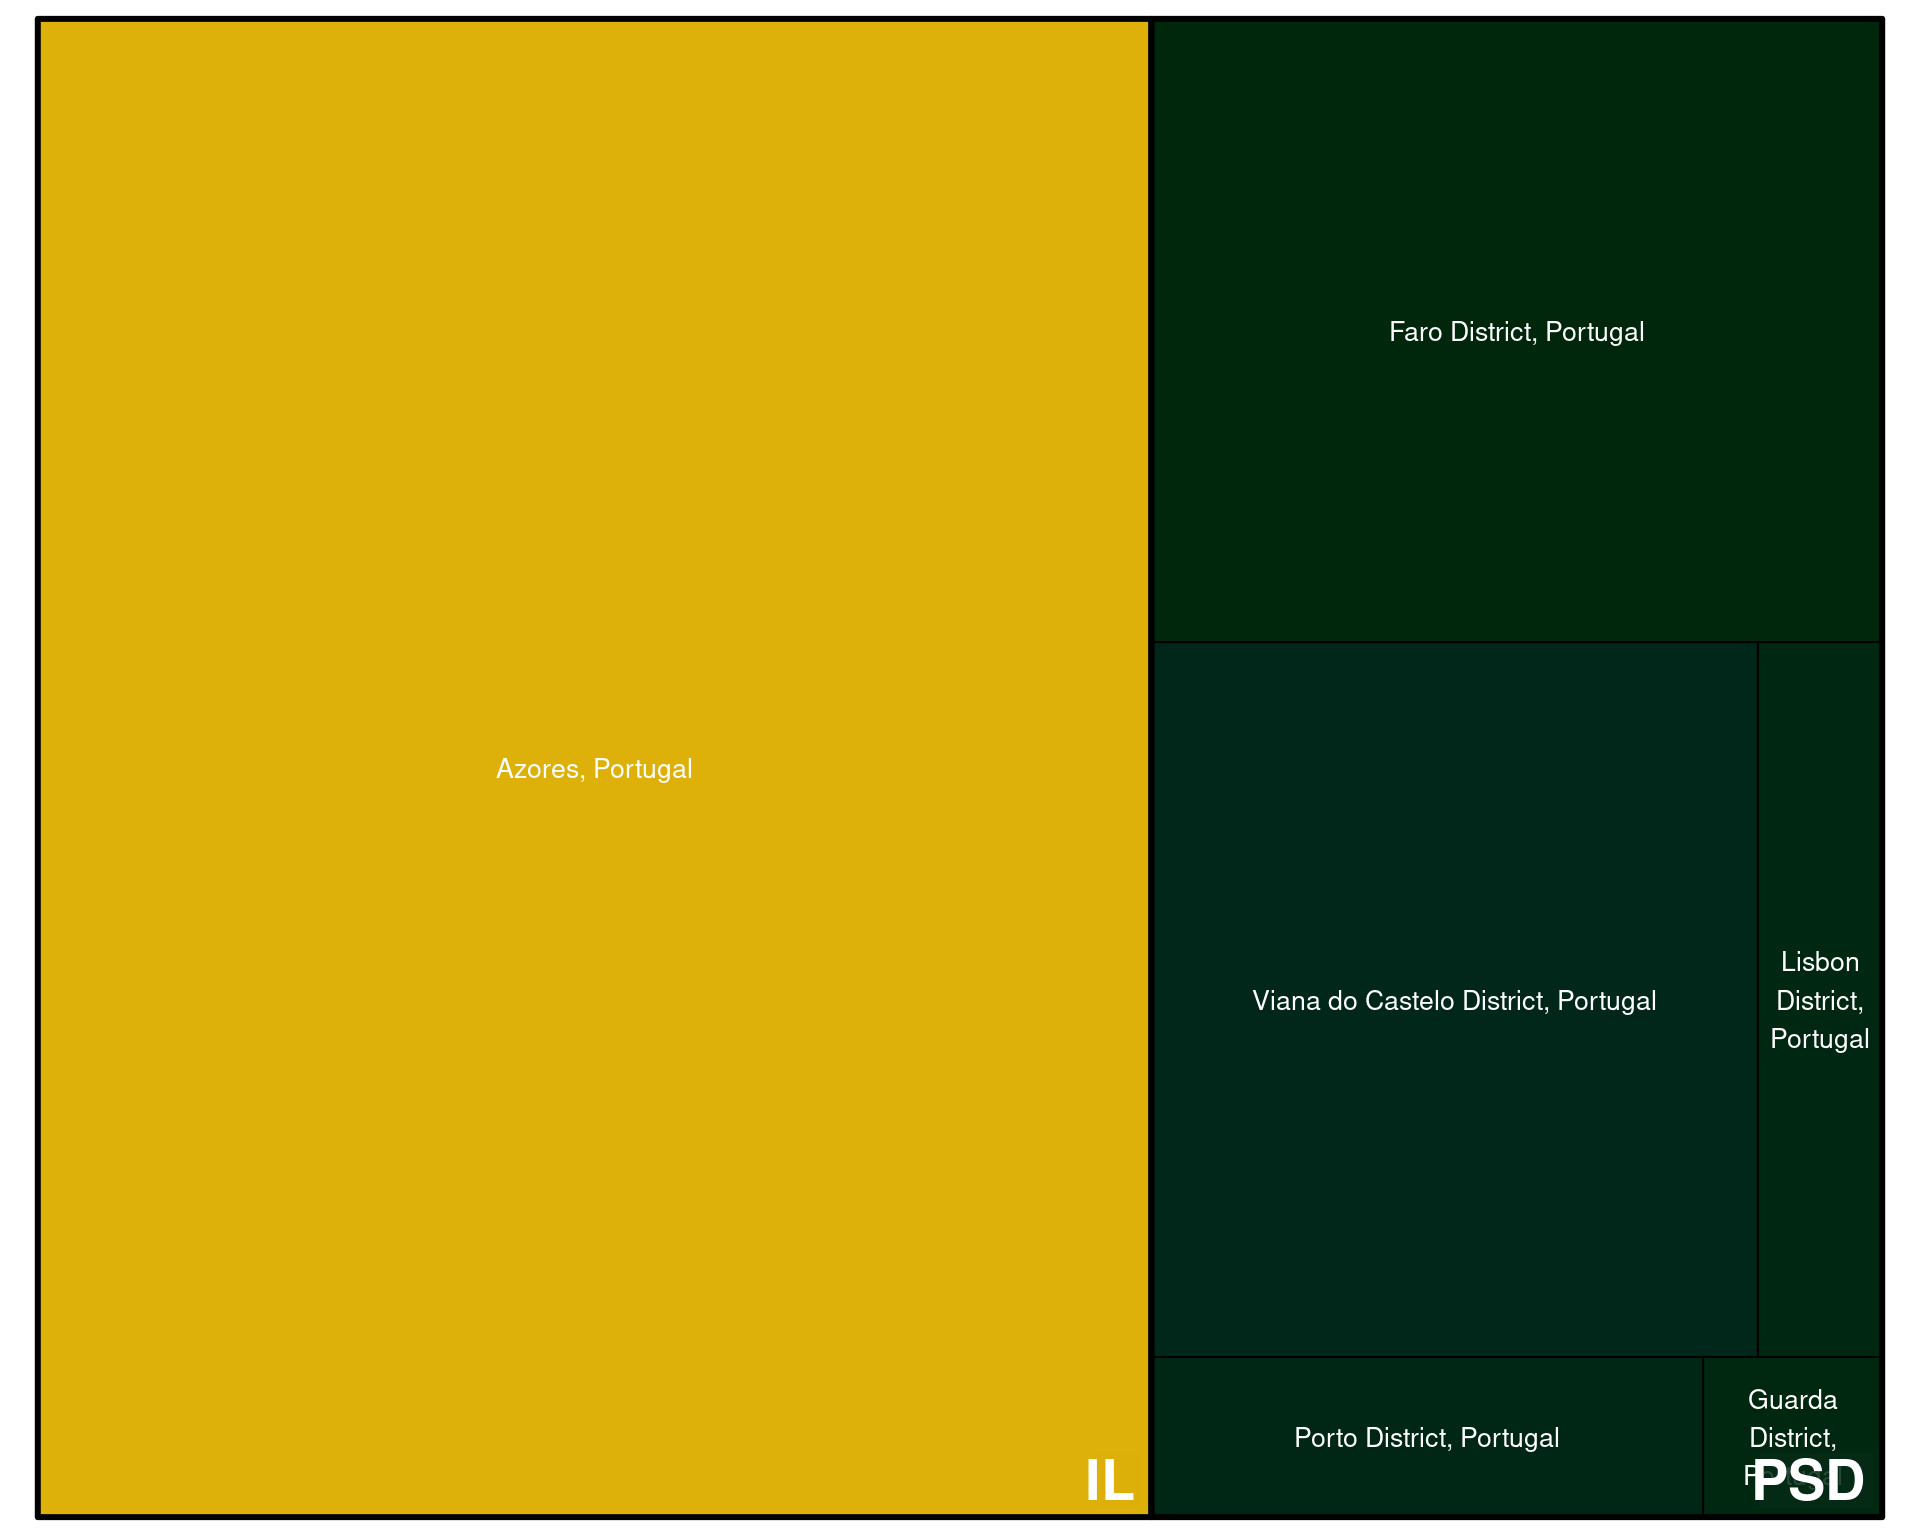 Faro District, Portugal
Azores, Portugal
Viana do Castelo District, Portugal
Lisbon
District,
Portugal
Porto District, Portugal
Guarda
District,
IL
PSD